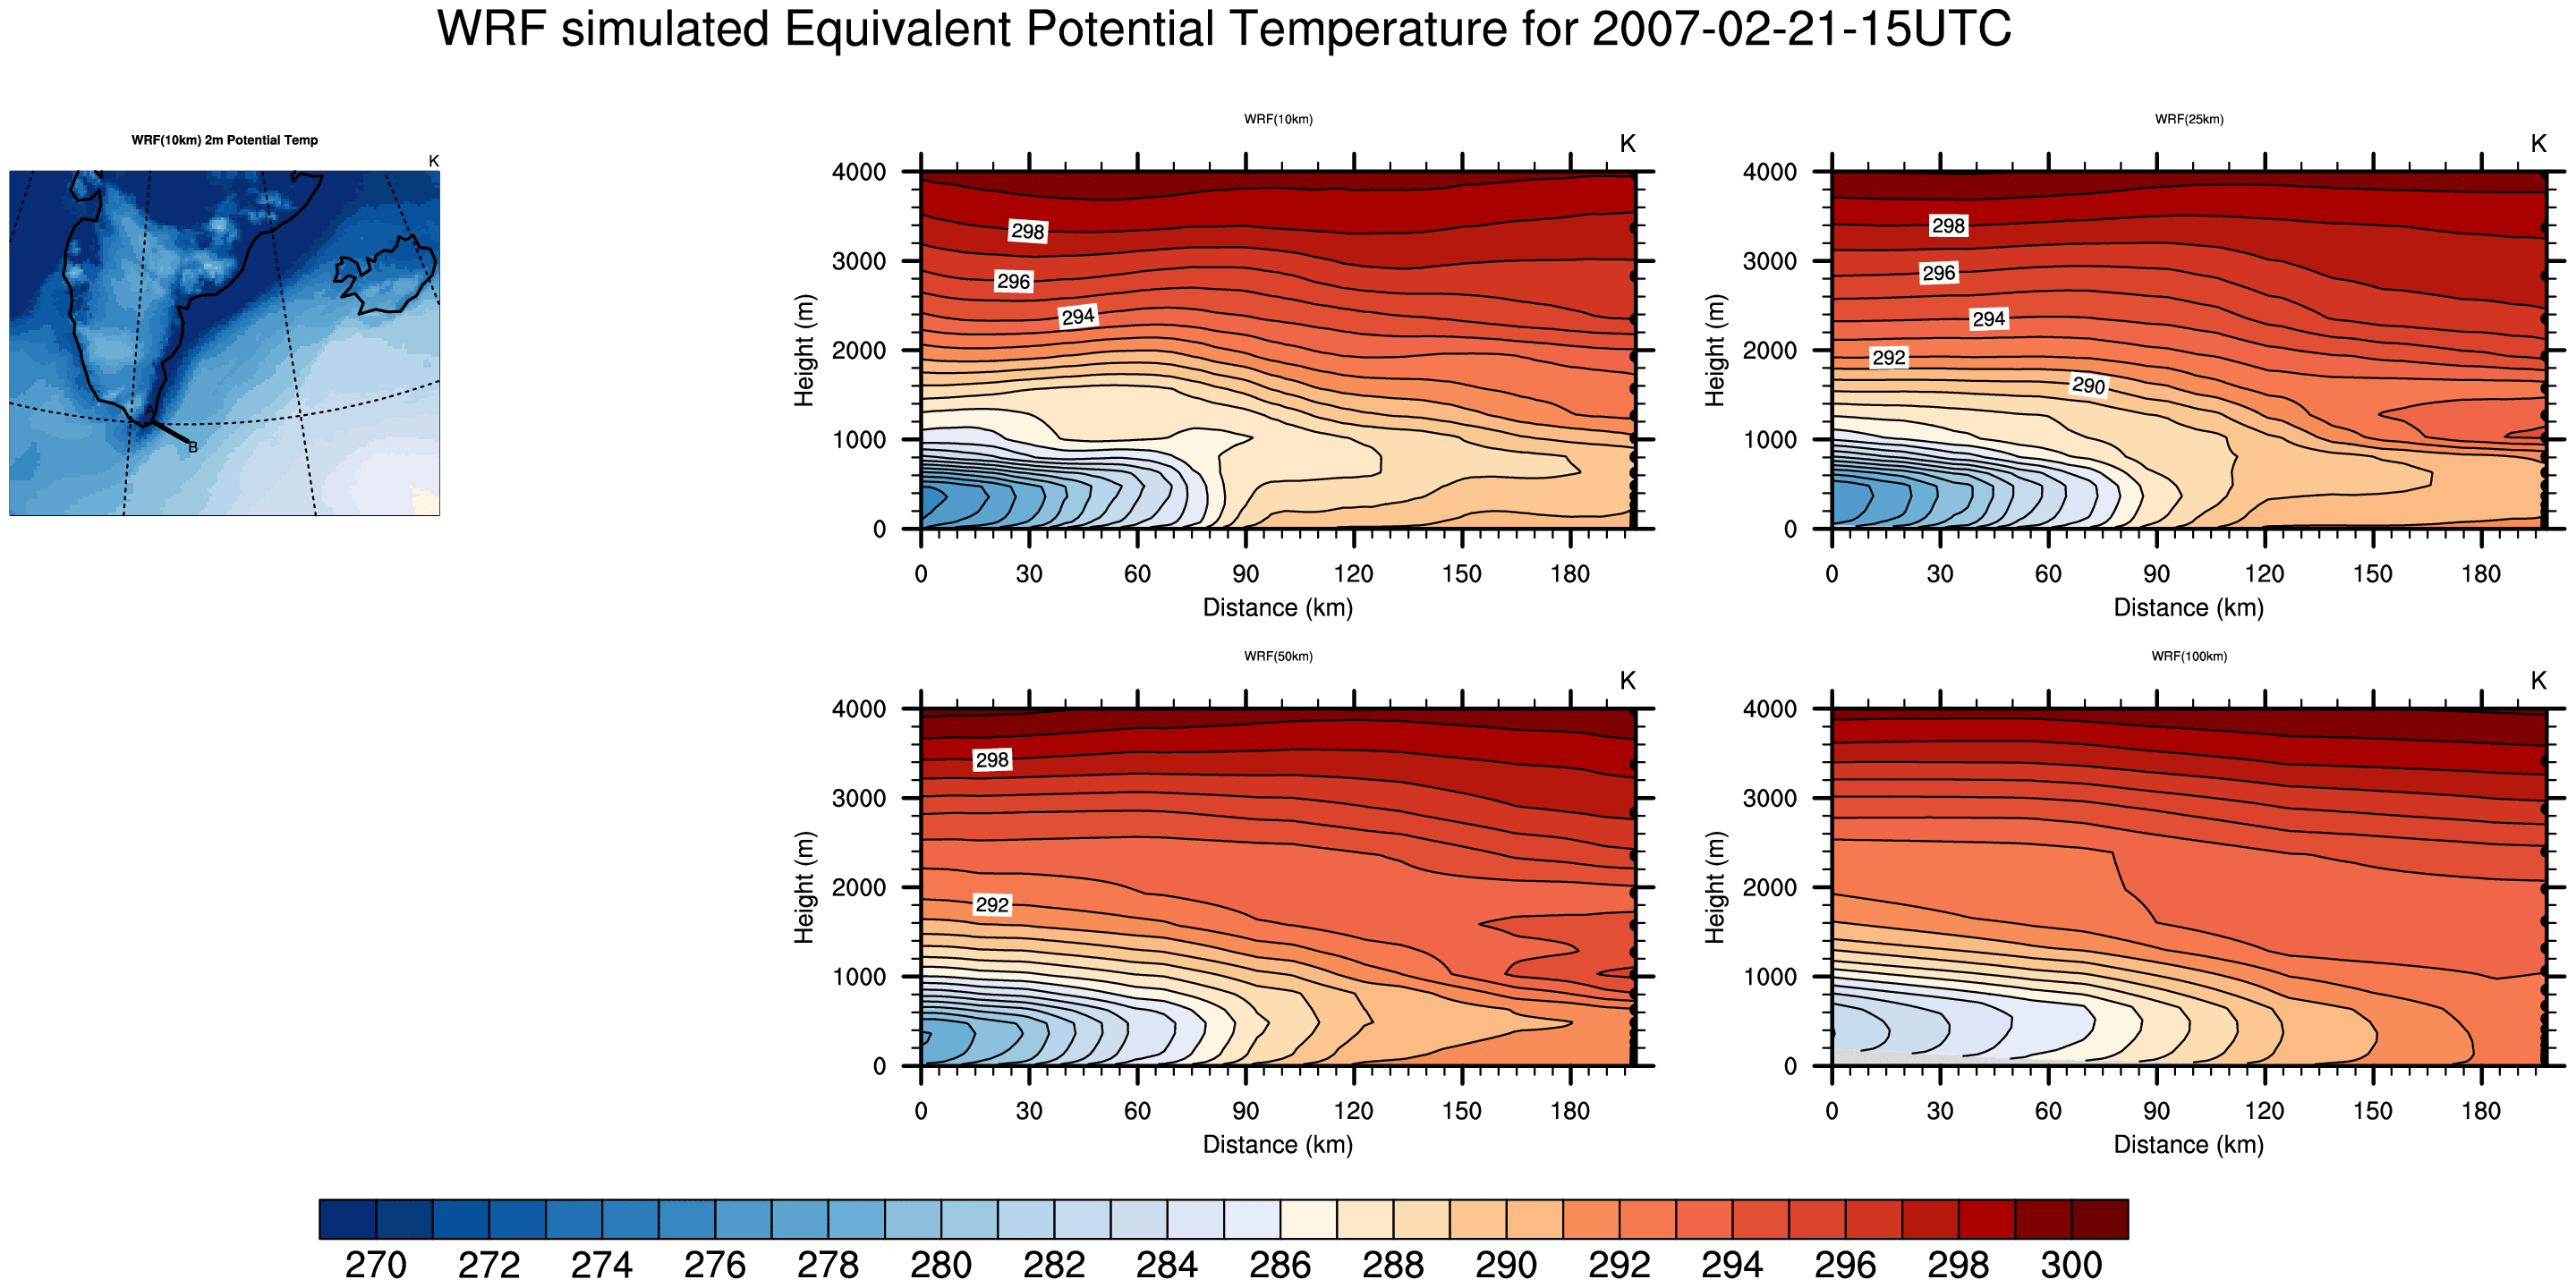 WRF simulated Equivalent Potential Temperature for 2007-02-21-15UTC
WRF(10km) 2m Potential Temp
K
A
B
WRF(10km)
K
4000
3000
2000
1000
0
Height (m)
298
296
294
0 30 60 90 120 150 180
Distance (km)
WRF(25km)
K
4000
3000
2000
1000
0
Height (m)
298
296
294
292
290
0 30 60 90 120 150 180
Distance (km)
WRF(50km)
K
4000
3000
2000
1000
0
Height (m)
298
292
0 30 60 90 120 150 180
Distance (km)
WRF(100km)
K
4000
3000
2000
1000
0
Height (m)
0 30 60 90 120 150 180
Distance (km)
270 272 274 276 278 280 282 284 286 288 290 292 294 296 298 300